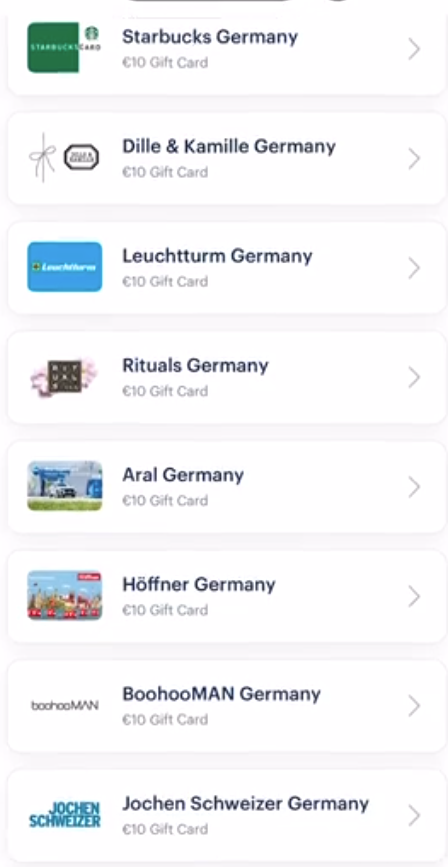 STARBUCKS CARD
Starbucks Germany
€10 Gift Card
Dille & Kamille Germany
€10 Gift Card
Leuchtturm
Leuchtturm Germany
€10 Gift Card
RITUALS
Rituals Germany
€10 Gift Card
Aral Germany
€10 Gift Card
Höffner Germany
€10 Gift Card
boohooMAN
BoohooMAN Germany
€10 Gift Card
JOCHEN
SCHWEIZER
Jochen Schweizer Germany
€10 Gift Card